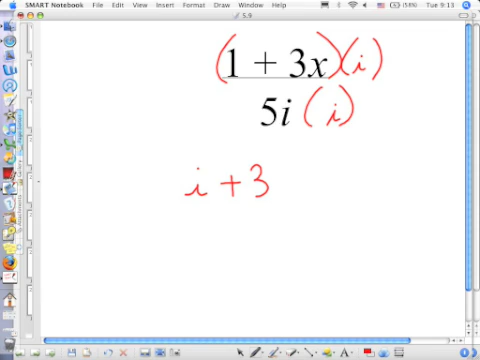 SMART Notebook File Edit View Insert Format Draw Window Help (58%) Tue 9:13
5.9
(1 + 3x)(i)
5i (i)
i + 3